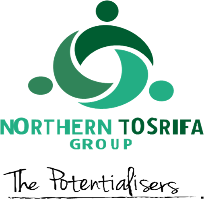 NORTHERN TOSRIFA
GROUP
The Potentialisers.